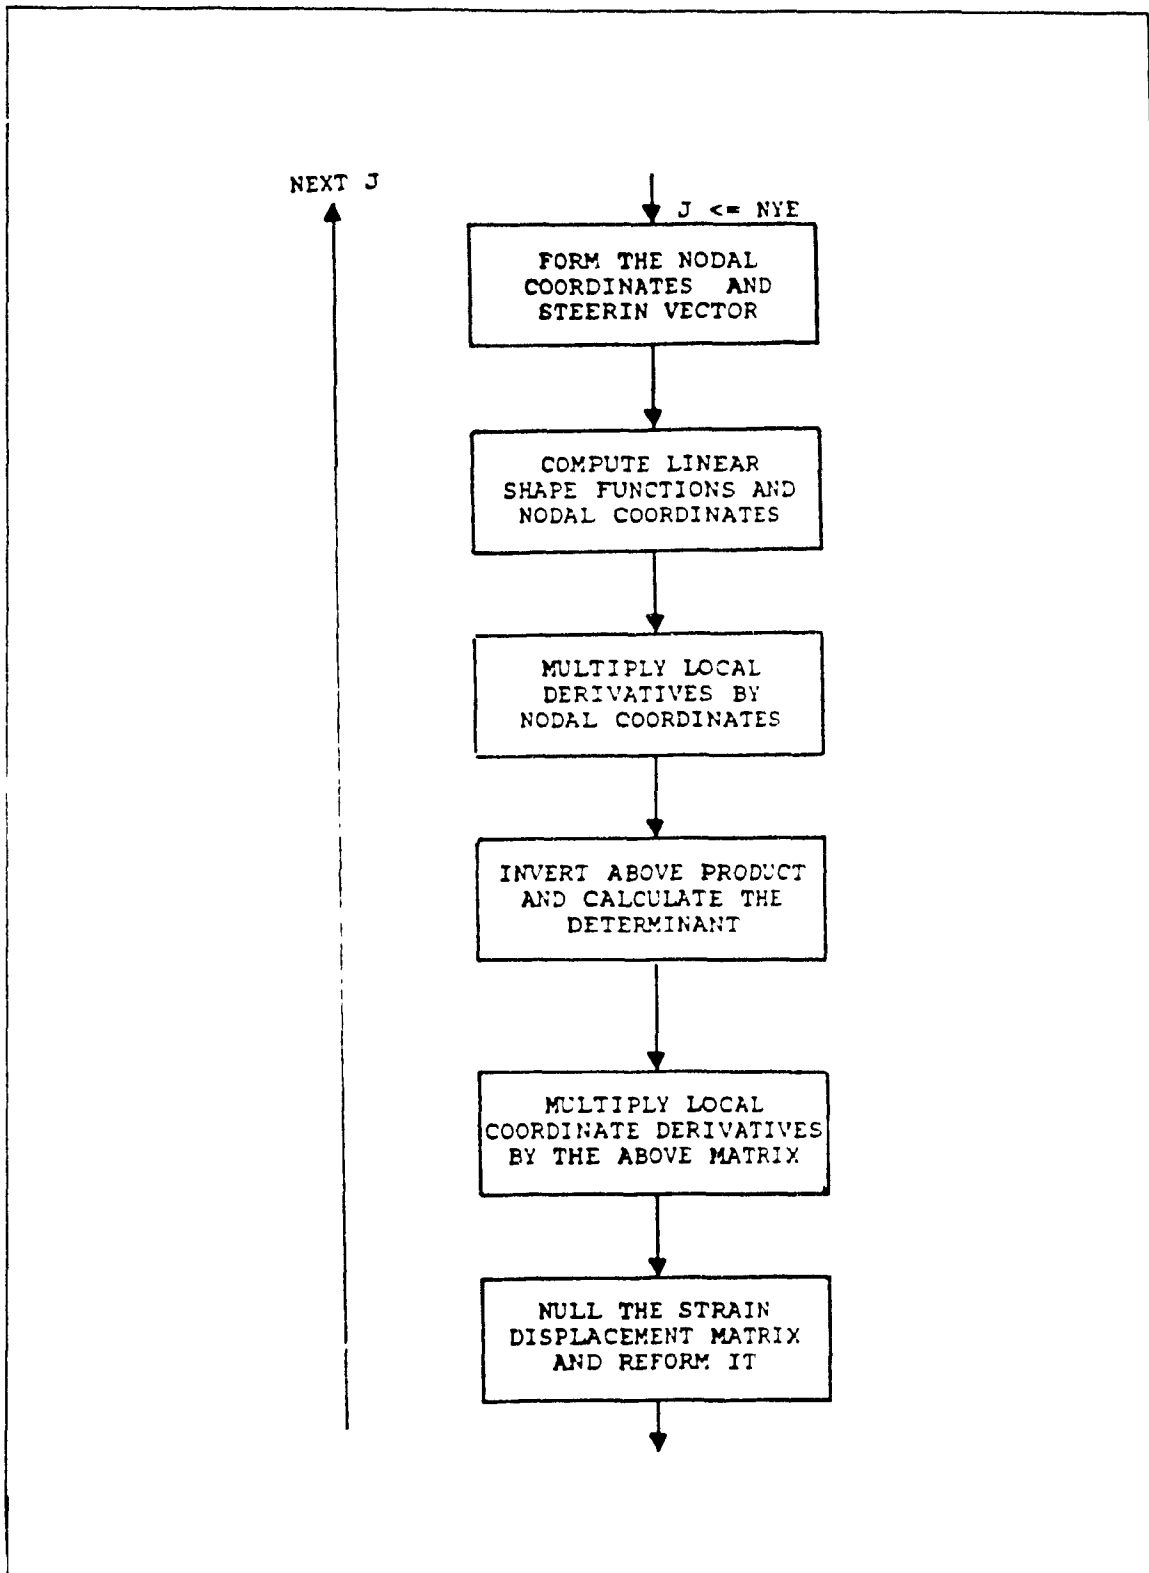 NEXT J
J <= NYE
FORM THE NODAL
COORDINATES AND
STEERIN VECTOR
COMPUTE LINEAR
SHAPE FUNCTIONS AND
NODAL COORDINATES
MULTIPLY LOCAL
DERIVATIVES BY
NODAL COORDINATES
INVERT ABOVE PRODUCT
AND CALCULATE THE
DETERMINANT
MULTIPLY LOCAL
COORDINATE DERIVATIVES
BY THE ABOVE MATRIX
NULL THE STRAIN
DISPLACEMENT MATRIX
AND REFORM IT